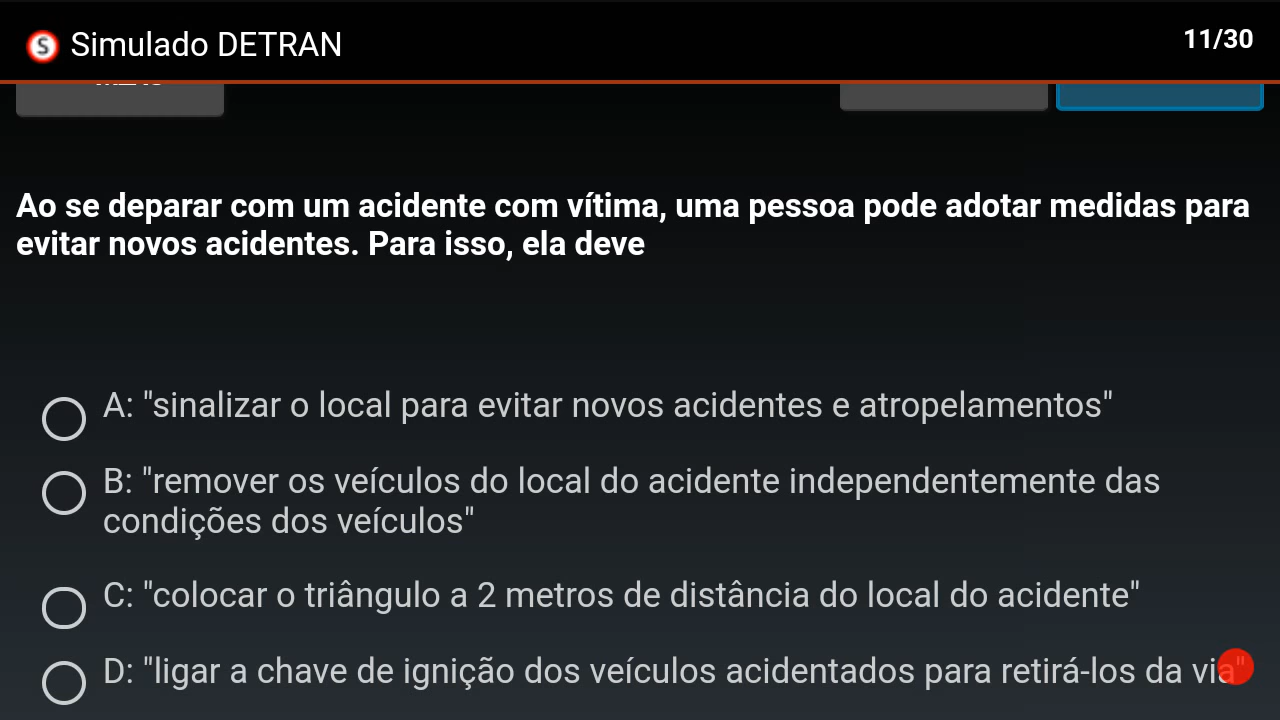 S Simulado DETRAN
11/30
Ao se deparar com um acidente com vítima, uma pessoa pode adotar medidas para
evitar novos acidentes. Para isso, ela deve
A: "sinalizar o local para evitar novos acidentes e atropelamentos"
B: "remover os veículos do local do acidente independentemente das
condições dos veículos"
C: "colocar o triângulo a 2 metros de distância do local do acidente"
D: "ligar a chave de ignição dos veículos acidentados para retirá-los da via"